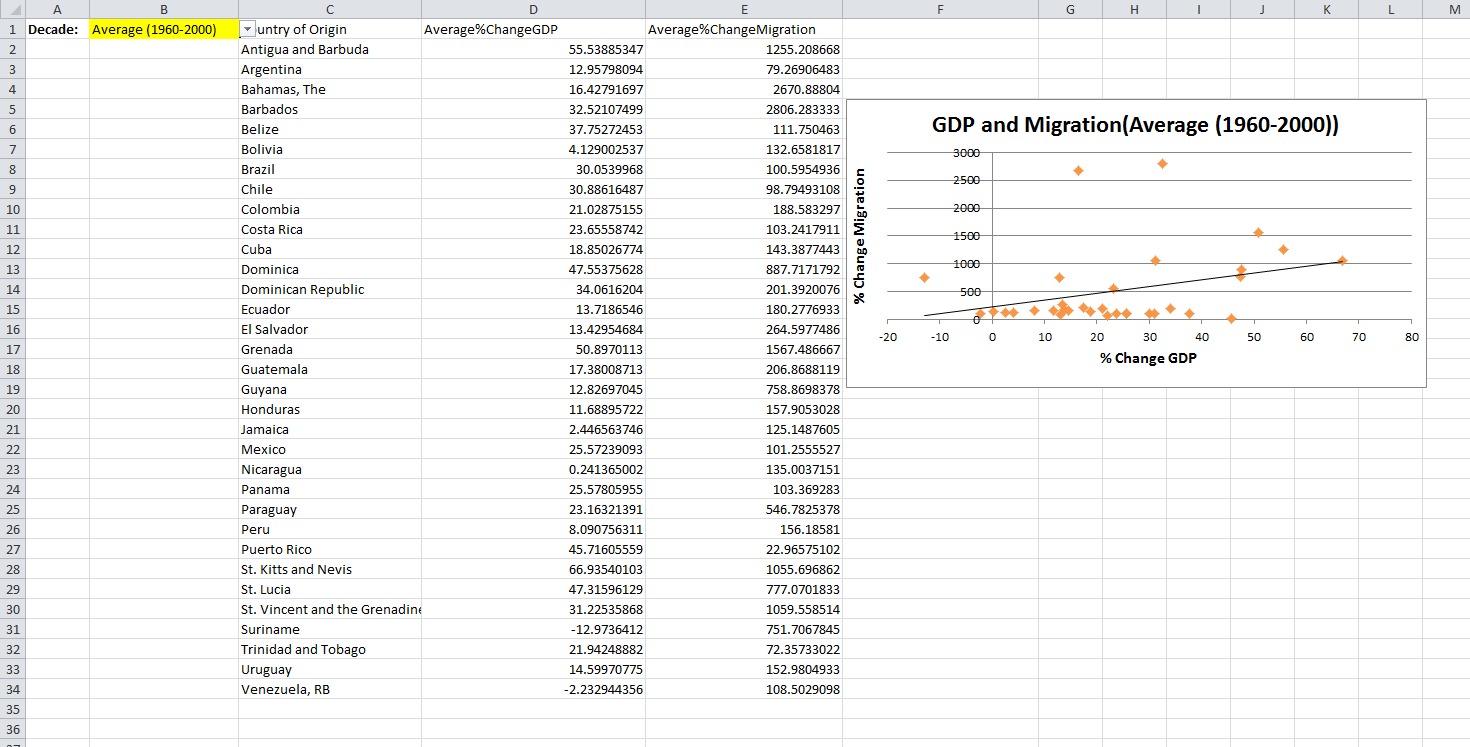 A B C D E F G H I J K L M
1 Decade: Average (1960-2000) untry of Origin Average%ChangeGDP Average%ChangeMigration
2 Antigua and Barbuda 55.53885347 1255.208668
3 Argentina 12.95798094 79.26906483
4 Bahamas, The 16.42791697 2670.88804
5 Barbados 32.52107499 2806.283333
6 Belize 37.75272453 111.750463
7 Bolivia 4.129002537 132.6581817
8 Brazil 30.0539968 100.5954936
9 Chile 30.88616487 98.79493108
10 Colombia 21.02875155 188.583297
11 Costa Rica 23.65558742 103.2417911
12 Cuba 18.85026774 143.3877443
13 Dominica 47.55375628 887.7171792
14 Dominican Republic 34.0616204 201.3920076
15 Ecuador 13.7186546 180.2776933
16 El Salvador 13.42954684 264.5977486
17 Grenada 50.8970113 1567.486667
18 Guatemala 17.38008713 206.8688119
19 Guyana 12.82697045 758.8698378
20 Honduras 11.68895722 157.9053028
21 Jamaica 2.446563746 125.1487605
22 Mexico 25.57239093 101.2555527
23 Nicaragua 0.241365002 135.0037151
24 Panama 25.57805955 103.369283
25 Paraguay 23.16321391 546.7825378
26 Peru 8.090756311 156.18581
27 Puerto Rico 45.71605559 22.96575102
28 St. Kitts and Nevis 66.93540103 1055.696862
29 St. Lucia 47.31596129 777.0701833
30 St. Vincent and the Grenadine 31.22535868 1059.558514
31 Suriname -12.9736412 751.7067845
32 Trinidad and Tobago 21.94248882 72.35733022
33 Uruguay 14.59970775 152.9804933
34 Venezuela, RB -2.232944356 108.5029098
35
36
GDP and Migration(Average (1960-2000))
% Change Migration
3000
2500
2000
1500
1000
500
0
-20 -10 0 10 20 30 40 50 60 70 80
% Change GDP